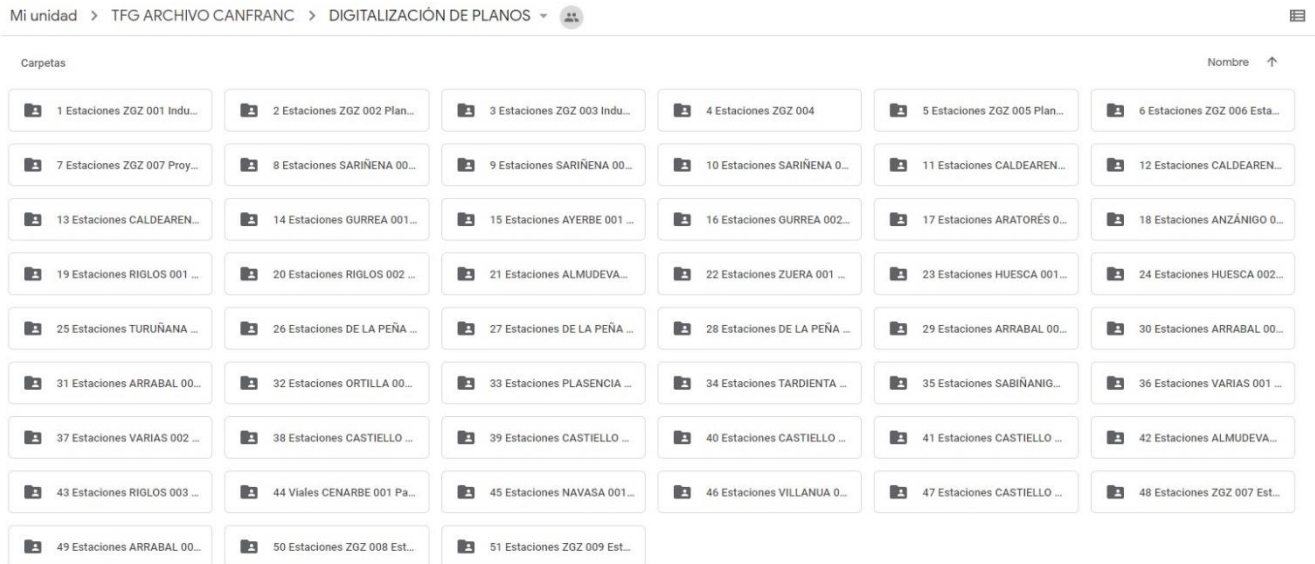 Mi unidad > TFG ARCHIVO CANFRANC > DIGITALIZACIÓN DE PLANOS
Carpetas Nombre
1 Estaciones ZGZ 001 Indu... 2 Estaciones ZGZ 002 Plan... 3 Estaciones ZGZ 003 Indu... 4 Estaciones ZGZ 004 5 Estaciones ZGZ 005 Plan... 6 Estaciones ZGZ 006 Esta...
7 Estaciones ZGZ 007 Proy... 8 Estaciones SARIÑENA 00... 9 Estaciones SARIÑENA 00... 10 Estaciones SARIÑENA 0... 11 Estaciones CALDEAREN... 12 Estaciones CALDEAREN...
13 Estaciones CALDEAREN... 14 Estaciones GURREA 001... 15 Estaciones AYERBE 001 ... 16 Estaciones GURREA 002... 17 Estaciones ARATORÉS 0... 18 Estaciones ANZÁNIGO 0...
19 Estaciones RIGLOS 001 ... 20 Estaciones RIGLOS 002 ... 21 Estaciones ALMUDEVA... 22 Estaciones ZUERA 001 ... 23 Estaciones HUESCA 001... 24 Estaciones HUESCA 002...
25 Estaciones TURUÑANA ... 26 Estaciones DE LA PEÑA ... 27 Estaciones DE LA PEÑA ... 28 Estaciones DE LA PEÑA ... 29 Estaciones ARRABAL 00... 30 Estaciones ARRABAL 00...
31 Estaciones ARRABAL 00... 32 Estaciones ORTILLA 00... 33 Estaciones PLASENCIA ... 34 Estaciones TARDIENTA ... 35 Estaciones SABIÑANIG... 36 Estaciones VARIAS 001 ...
37 Estaciones VARIAS 002 ... 38 Estaciones CASTIELLO ... 39 Estaciones CASTIELLO ... 40 Estaciones CASTIELLO ... 41 Estaciones CASTIELLO ... 42 Estaciones ALMUDEVA...
43 Estaciones RIGLOS 003 ... 44 Viales CENARBE 001 Pa... 45 Estaciones NAVASA 001... 46 Estaciones VILLANUA 0... 47 Estaciones CASTIELLO ... 48 Estaciones ZGZ 007 Est...
49 Estaciones ARRABAL 00... 50 Estaciones ZGZ 008 Est... 51 Estaciones ZGZ 009 Est...